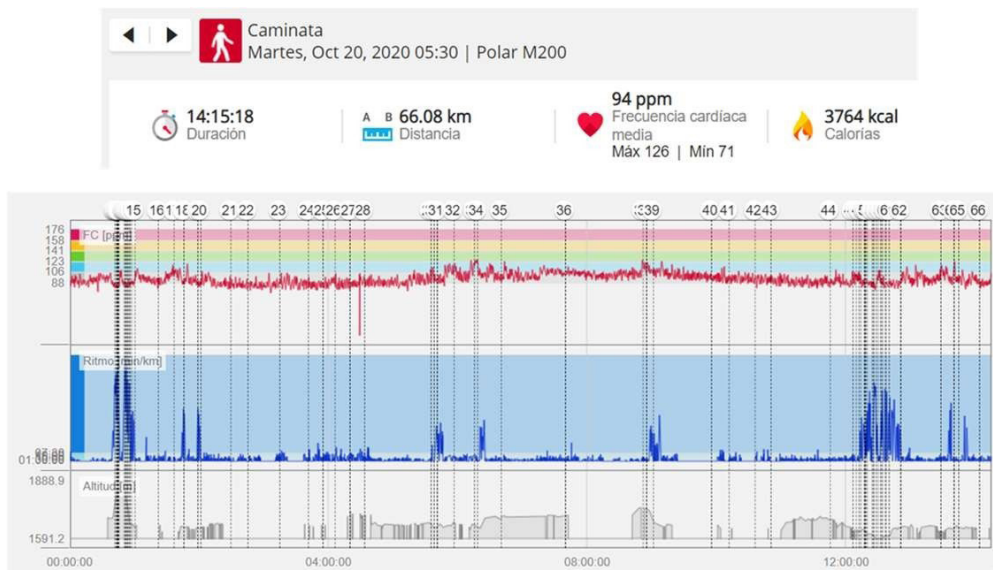 Caminata
Martes, Oct 20, 2020 05:30 | Polar M200
14:15:18
Duración
A B 66.08 km
Distancia
94 ppm
Frecuencia cardíaca
media
Máx 126 | Mín 71
3764 kcal
Calorías
15 20 21 22 23 28 32 34 35 36 39 40 41 42 43 44 62 65 66
176
158
141
123
106
88
FC [ppm]
Ritmo [min/km]
1888.9
Altitud [m]
1591.2
00:00:00 04:00:00 08:00:00 12:00:00